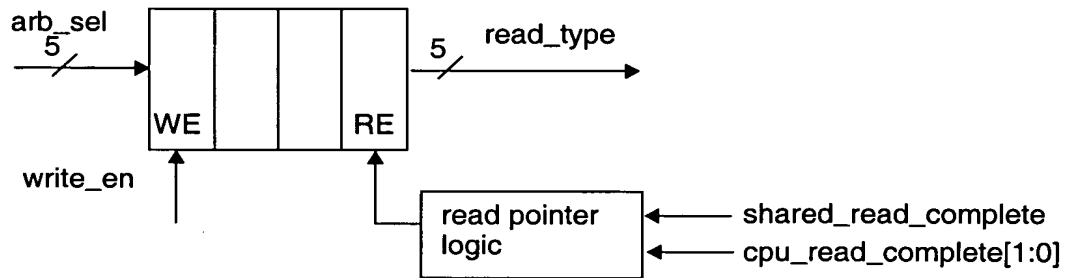 arb_sel
5
5
read_type
WE
RE
write_en
read pointer
logic
shared_read_complete
cpu_read_complete[1:0]